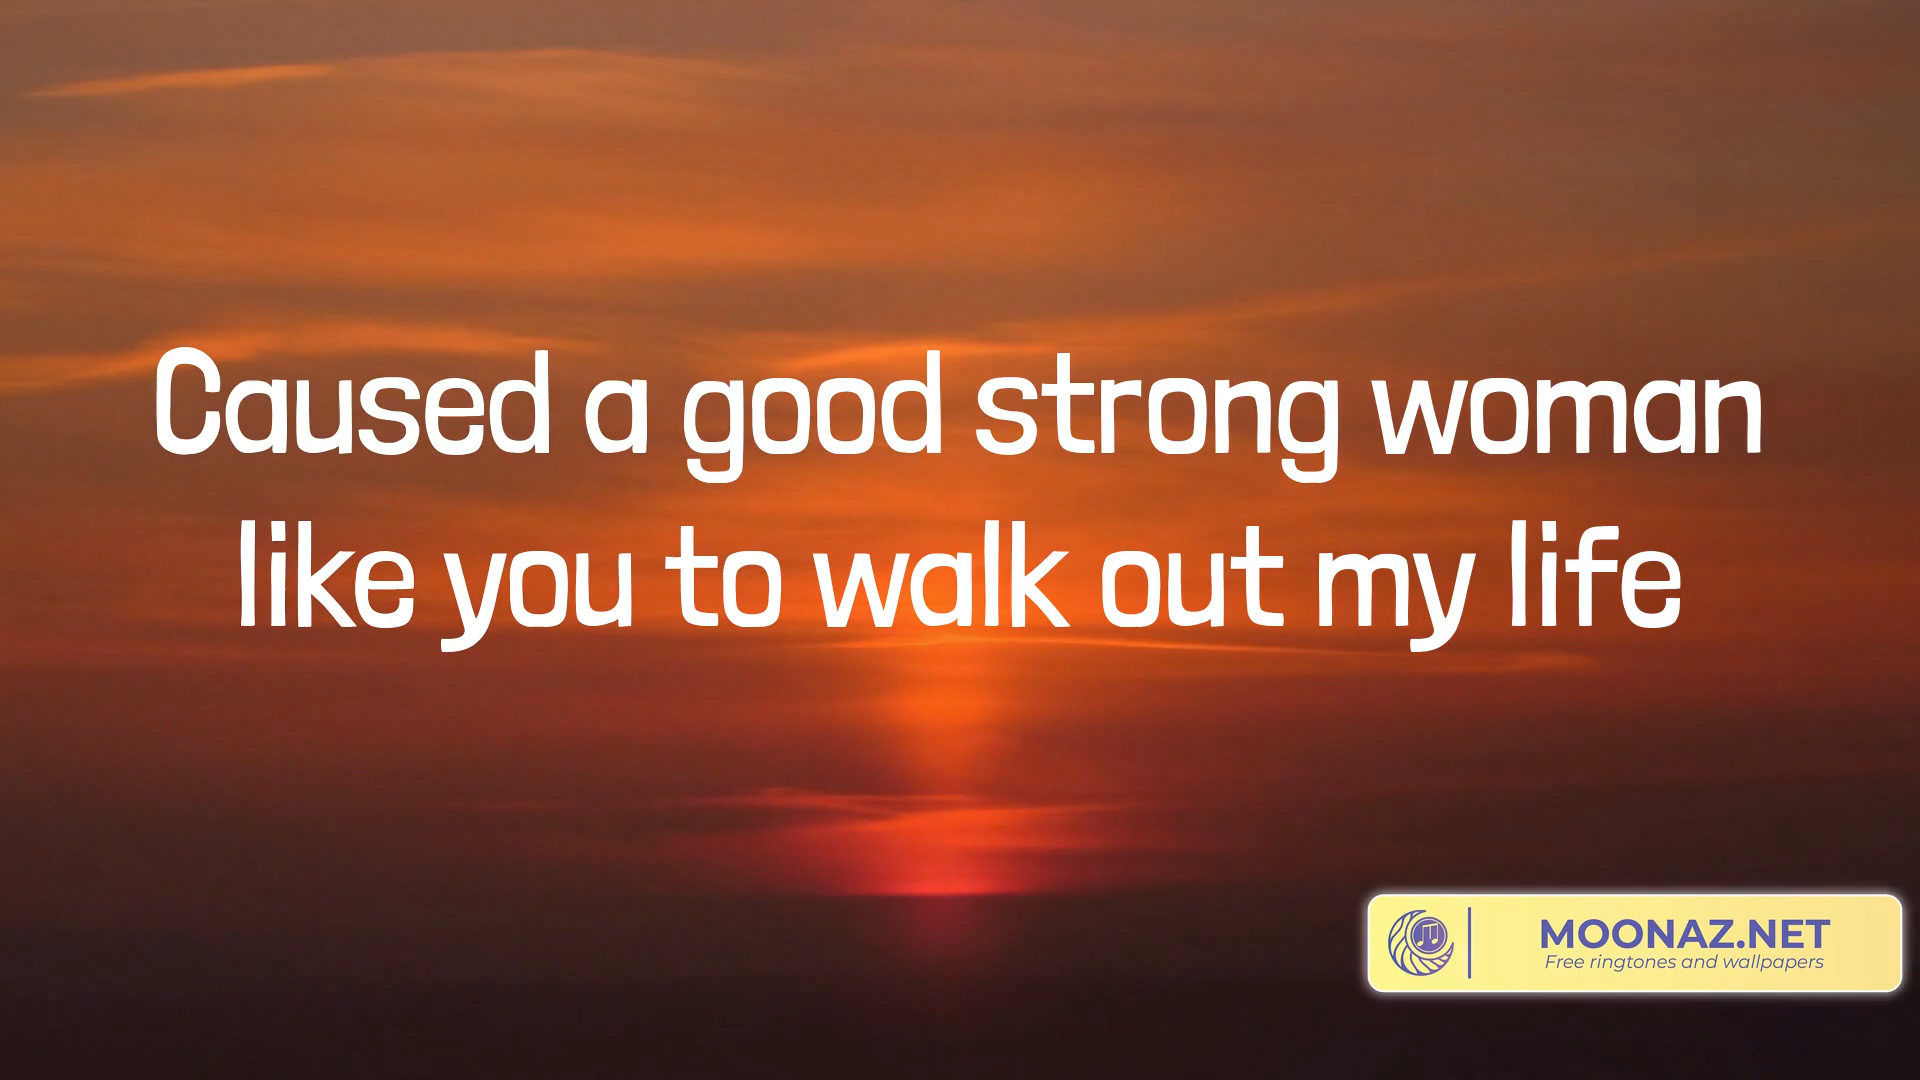 Caused a good strong woman
like you to walk out my life
MOONAZ.NET
Free ringtones and wallpapers